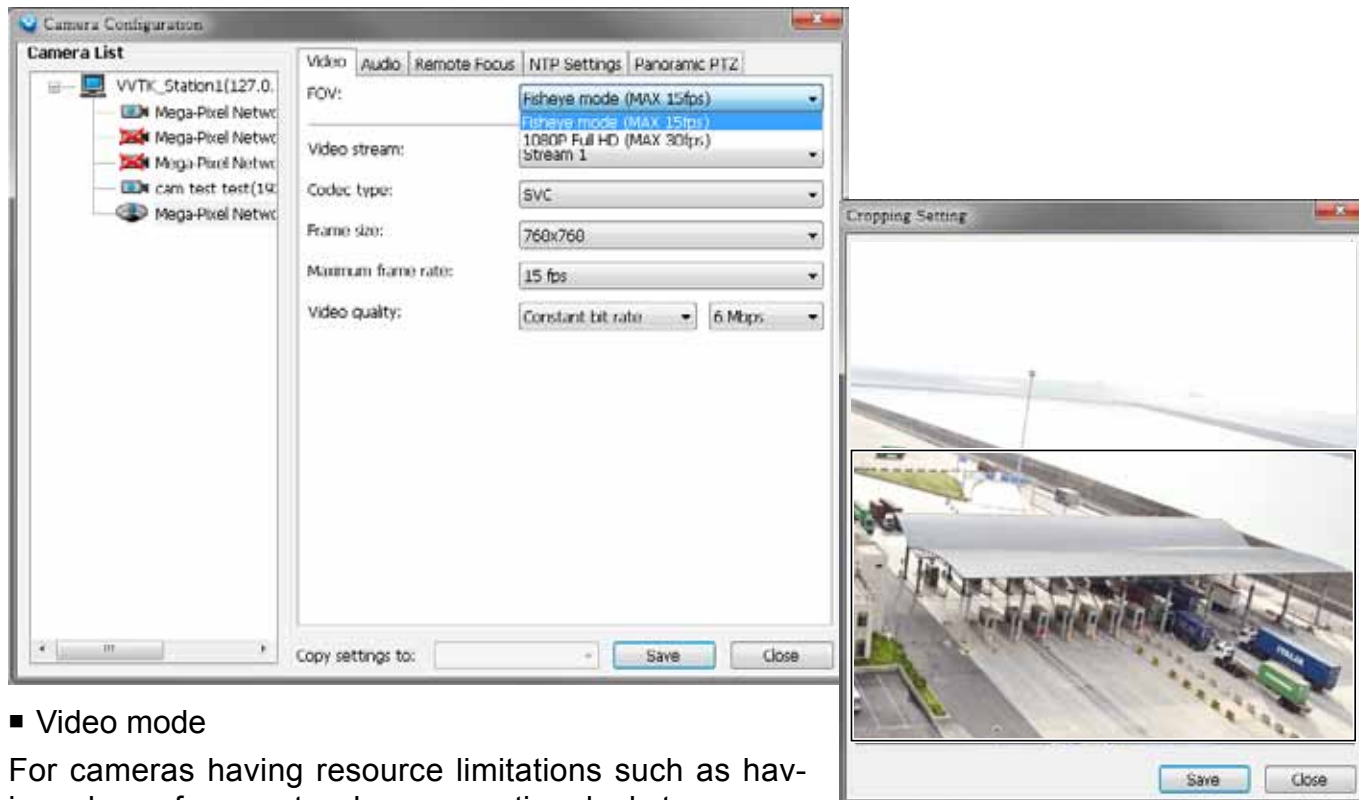 Camera Configuration
Camera List
VVTK_Station1(127.0.
Mega-Pixel Netwo
Mega-Pixel Netwo
Mega-Pixel Netwo
cam test test(19
Mega-Pixel Netwo
Video Audio Remote Focus NTP Settings Panoramic PTZ
FOV: Fisheye mode (MAX 15fps)
Fisheye mode (MAX 15fps)
1080P Full HD (MAX 30fps)
Video stream: Stream 1
Codec type: SVC
Frame size: 768x768
Maximum frame rate: 15 fps
Video quality: Constant bit rate 6 Mbps
Copy settings to: Save Close
Cropping Setting
ITALIA
Save Close
■ Video mode
For cameras having resource limitations such as hav-